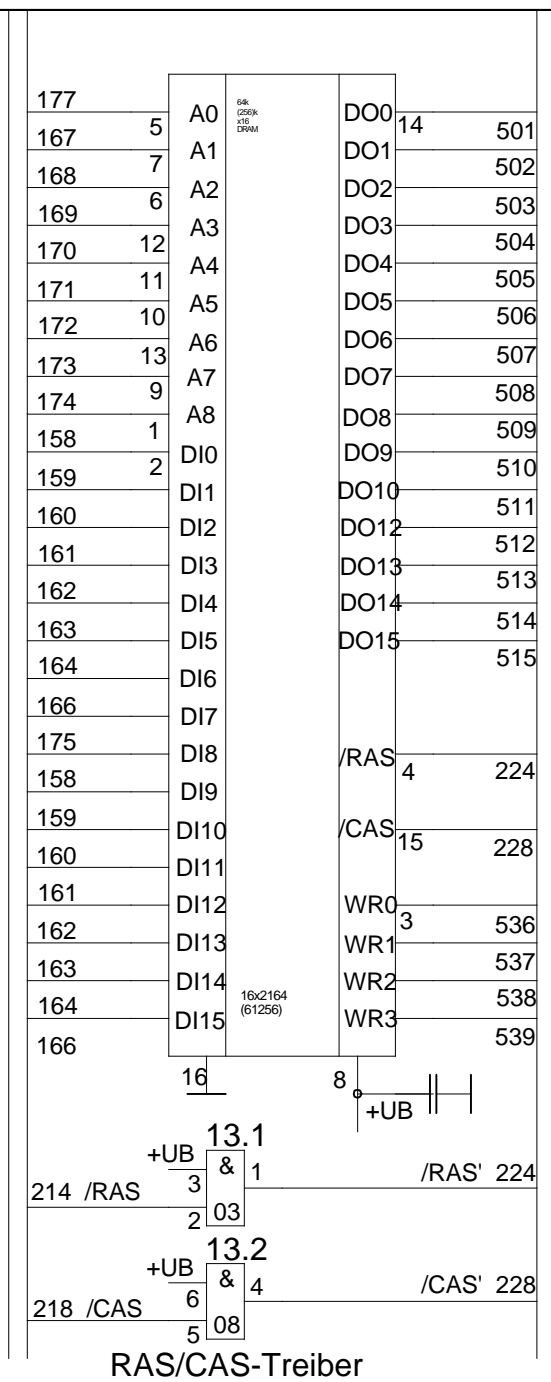 177
5 A0 64k DO0 14 501
(256)k
x16
DRAM
167
7 A1 DO1 502
168
6 A2 DO2 503
169
12 A3 DO3 504
170
11 A4 DO4 505
171
10 A5 DO5 506
172
13 A6 DO6 507
173
9 A7 DO7 508
174
1 A8 DO8 509
158
2 DI0 DO9 510
159
DI1 DO10 511
160
DI2 DO12 512
161
DI3 DO13 513
162
DI4 DO14 514
163
DI5 DO15 515
164
DI6
166
DI7
175
DI8 /RAS 4 224
158
DI9
159
DI10 /CAS 15 228
160
DI11
161
DI12 WR0 3 536
162
DI13 WR1 537
163
DI14 WR2 538
16x2164
(61256)
164
DI15 WR3 539
166
16 8
+UB
13.1
+UB & 1 /RAS' 224
214 /RAS 3
2 03
13.2
+UB & 4 /CAS' 228
218 /CAS 6
5 08
RAS/CAS-Treiber